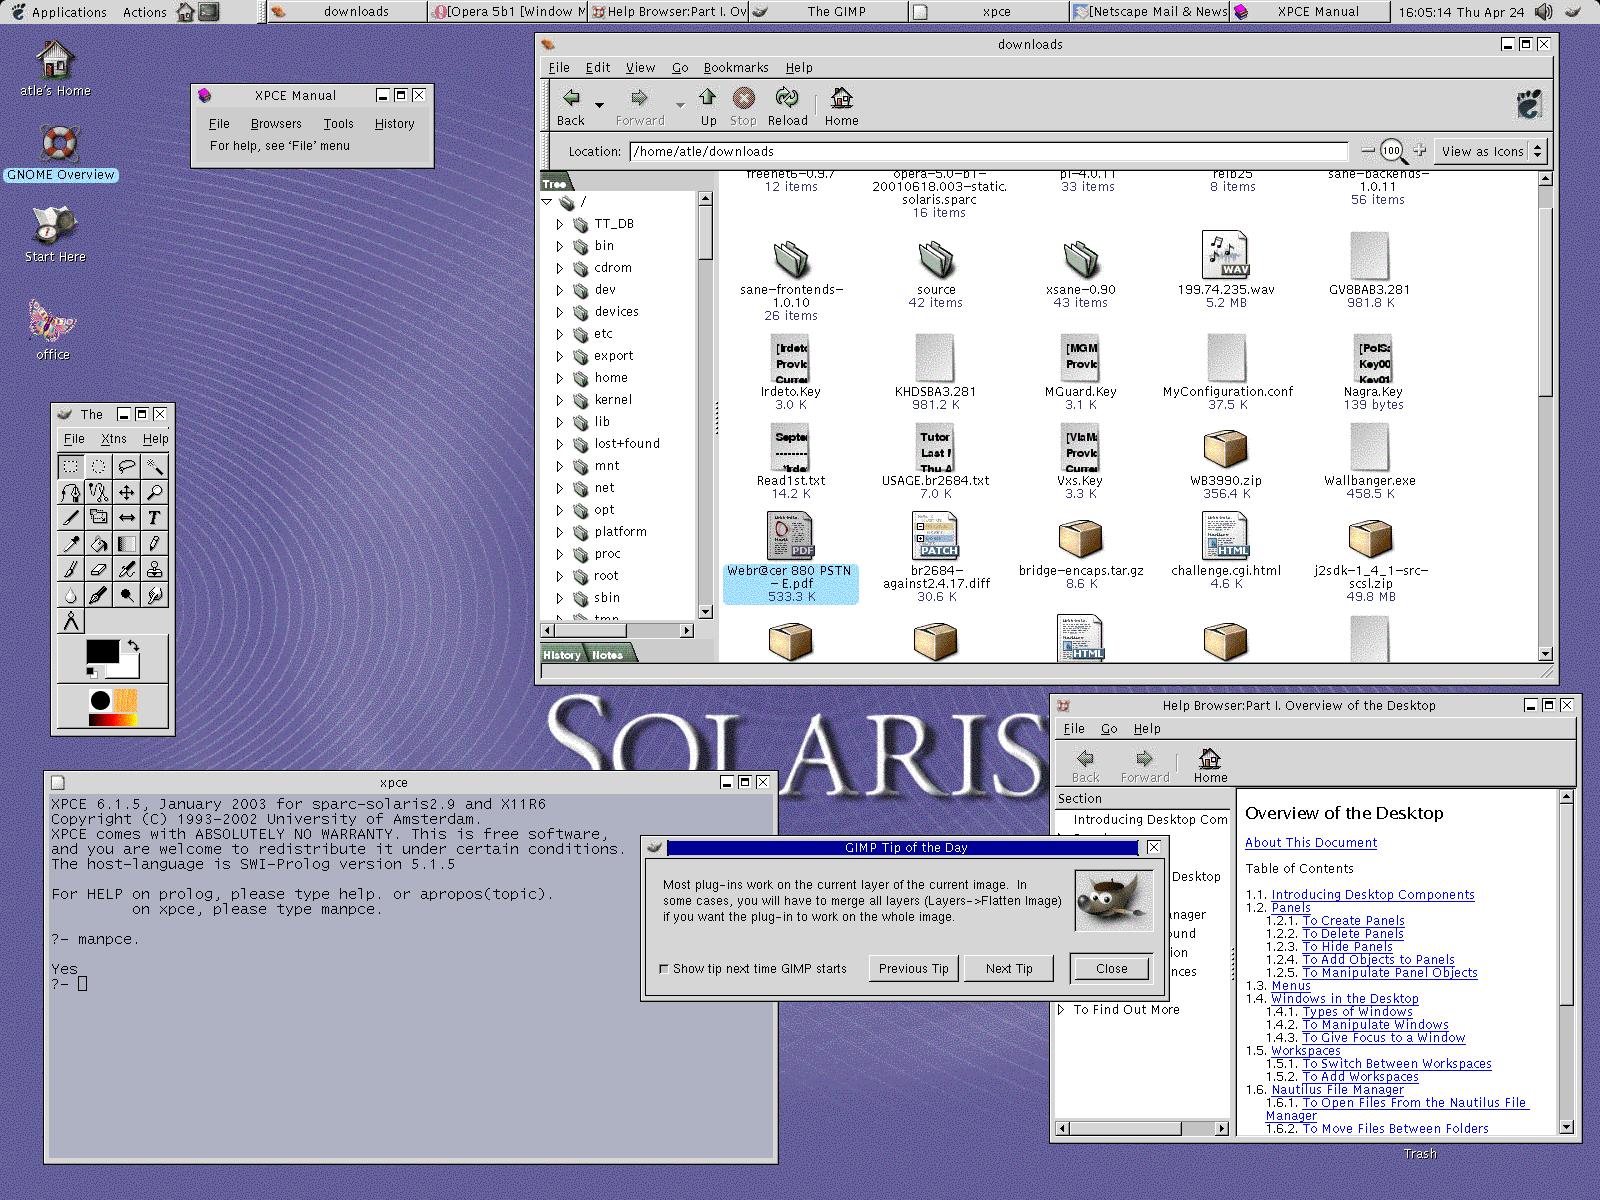 Applications Actions downloads [Opera 5b1 [Window M Help Browser:Part I. Ov The GIMP xpce [Netscape Mail & News XPCE Manual 16:05:14 Thu Apr 24
atle's Home
GNOME Overview
Start Here
office
XPCE Manual
File Browsers Tools History
For help, see 'File' menu
The
File Xtns Help
downloads
File Edit View Go Bookmarks Help
Back Forward Up Stop Reload Home
Location: /home/atle/downloads 100 View as Icons
Tree
/
TT_DB
bin
cdrom
dev
devices
etc
export
home
kernel
lib
lost+found
mnt
net
opt
platform
proc
root
sbin
tmp
History Notes
freenet6-0.9.7
12 items
opera-5.0-b1-
20010618.003-static.
solaris.sparc
16 items
pl-4.0.11
33 items
relb25
8 items
sane-backends-
1.0.11
56 items
sane-frontends-
1.0.10
26 items
source
42 items
xsane-0.90
43 items
WAV
199.74.235.wav
5.2 MB
GV8BAB3.281
981.8 K
[Irdeto
Provid
Curre
Irdeto.Key
3.0 K
KHDSBA3.281
981.2 K
[MGM
Provid
Curre
MGuard.Key
3.1 K
MyConfiguration.conf
37.5 K
[PolSa
Key00
Key01
Nagra.Key
139 bytes
Septe
--------
"Irde
Read1st.txt
14.2 K
Tutor
Last M
Thu A
USAGE.br2684.txt
7.0 K
[ViaMa
Provid
Curre
Vxs.Key
3.3 K
WB3990.zip
356.4 K
Wallbanger.exe
458.5 K
PDF
Webr@cer 880 PSTN
- E.pdf
533.3 K
PATCH
br2684-
against2.4.17.diff
30.6 K
bridge-encaps.tar.gz
8.6 K
HTML
challenge.cgi.html
4.6 K
j2sdk-1_4_1-src-
scsl.zip
49.8 MB
HTML
SOLARIS
xpce
XPCE 6.1.5, January 2003 for sparc-solaris2.9 and X11R6
Copyright (C) 1993-2002 University of Amsterdam.
XPCE comes with ABSOLUTELY NO WARRANTY. This is free software,
and you are welcome to redistribute it under certain conditions.
The host-language is SWI-Prolog version 5.1.5
For HELP on prolog, please type help. or apropos(topic).
on xpce, please type manpce.
?- manpce.
Yes
?-
GIMP Tip of the Day
Most plug-ins work on the current layer of the current image. In
some cases, you will have to merge all layers (Layers->Flatten Image)
if you want the plug-in to work on the whole image.
Show tip next time GIMP starts Previous Tip Next Tip Close
Help Browser:Part I. Overview of the Desktop
File Go Help
Back Forward Home
Section
Introducing Desktop Com
Desktop
nager
ound
ion
nces
To Find Out More
Overview of the Desktop
About This Document
Table of Contents
1.1. Introducing Desktop Components
1.2. Panels
1.2.1. To Create Panels
1.2.2. To Delete Panels
1.2.3. To Hide Panels
1.2.4. To Add Objects to Panels
1.2.5. To Manipulate Panel Objects
1.3. Menus
1.4. Windows in the Desktop
1.4.1. Types of Windows
1.4.2. To Manipulate Windows
1.4.3. To Give Focus to a Window
1.5. Workspaces
1.5.1. To Switch Between Workspaces
1.5.2. To Add Workspaces
1.6. Nautilus File Manager
1.6.1. To Open Files From the Nautilus File
Manager
1.6.2. To Move Files Between Folders
Trash